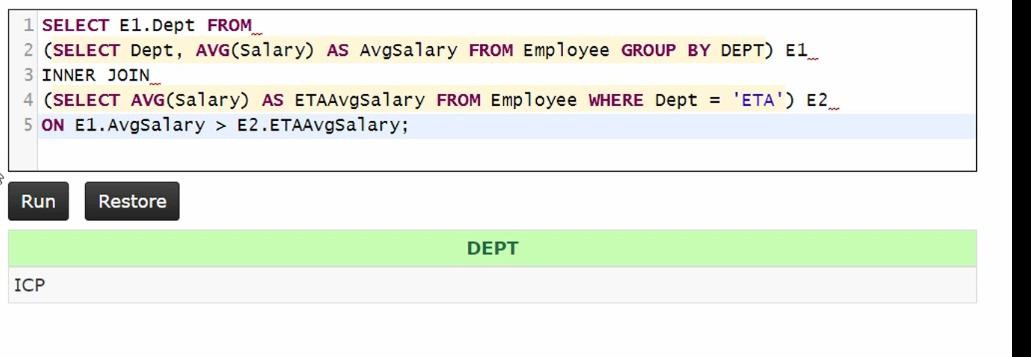 1 SELECT E1.Dept FROM
2 (SELECT Dept, AVG(Salary) AS AvgSalary FROM Employee GROUP BY DEPT) E1
3 INNER JOIN
4 (SELECT AVG(Salary) AS ETAAvgSalary FROM Employee WHERE Dept = 'ETA') E2
5 ON E1.AvgSalary > E2.ETAAvgSalary;
Run Restore
DEPT
ICP